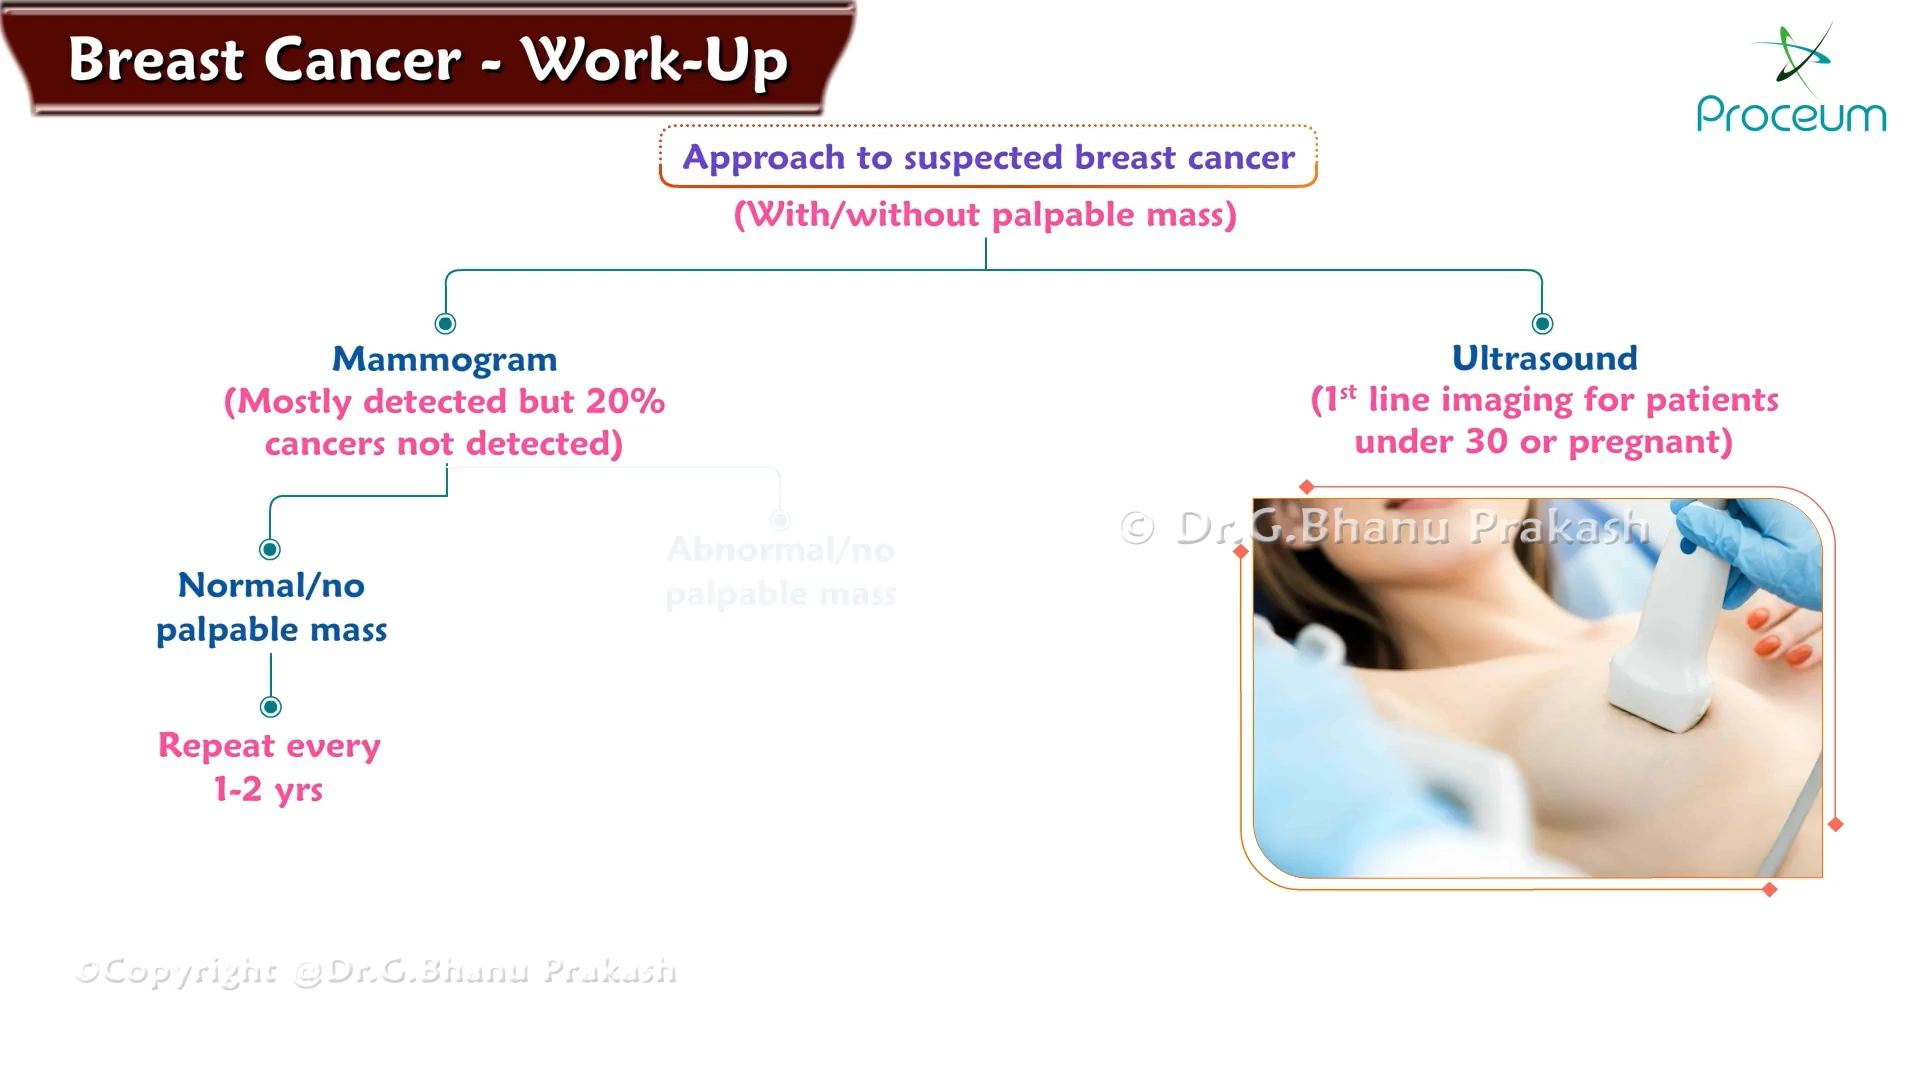 Breast Cancer - Work-Up
Proceum
Approach to suspected breast cancer
(With/without palpable mass)
Mammogram
(Mostly detected but 20%
cancers not detected)
Ultrasound
(1st line imaging for patients
under 30 or pregnant)
© Dr.G.Bhanu Prakash
Normal/no
palpable mass
Abnormal/no
palpable mass
Repeat every
1-2 yrs
©Copyright @Dr.G.Bhanu Prakash